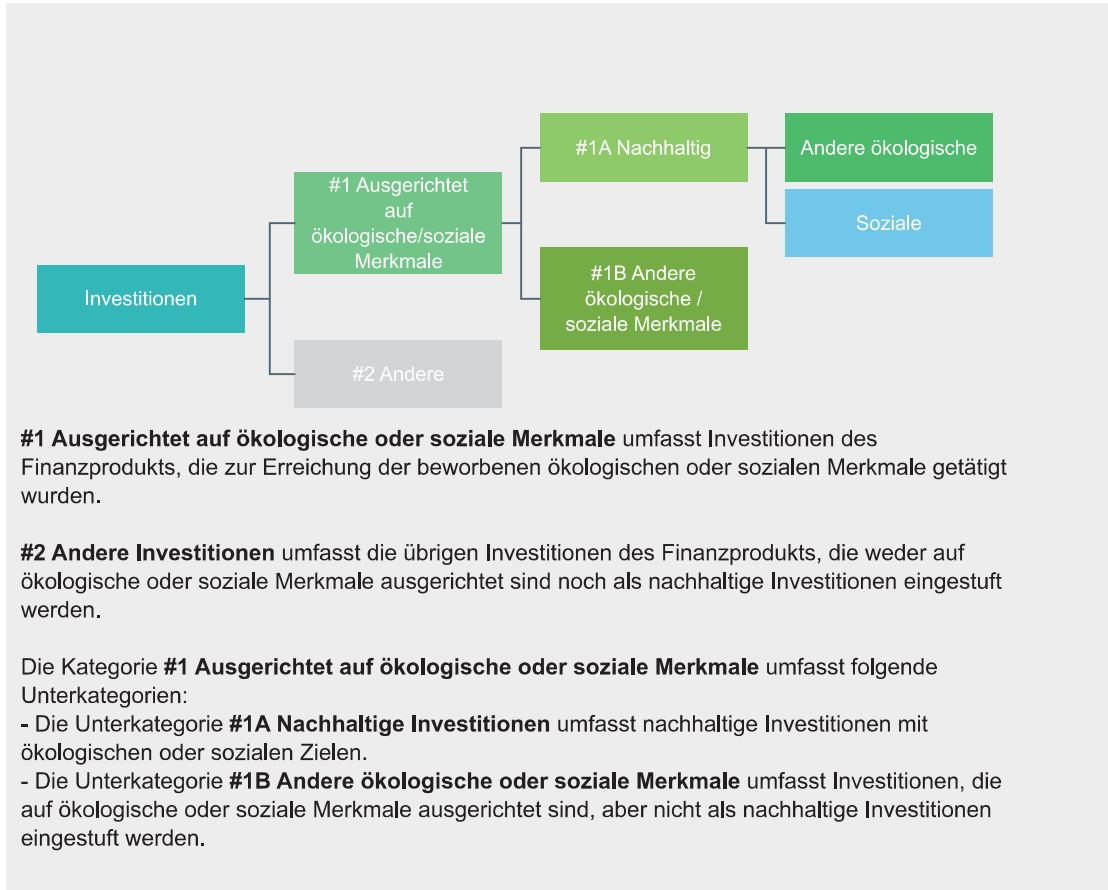 #1A Nachhaltig
Andere ökologische
#1 Ausgerichtet
auf
ökologische/soziale
Merkmale
Soziale
#1B Andere
ökologische /
soziale Merkmale
Investitionen
#2 Andere
#1 Ausgerichtet auf ökologische oder soziale Merkmale umfasst Investitionen des
Finanzprodukts, die zur Erreichung der beworbenen ökologischen oder sozialen Merkmale getätigt
wurden.
#2 Andere Investitionen umfasst die übrigen Investitionen des Finanzprodukts, die weder auf
ökologische oder soziale Merkmale ausgerichtet sind noch als nachhaltige Investitionen eingestuft
werden.
Die Kategorie #1 Ausgerichtet auf ökologische oder soziale Merkmale umfasst folgende
Unterkategorien:
- Die Unterkategorie #1A Nachhaltige Investitionen umfasst nachhaltige Investitionen mit
ökologischen oder sozialen Zielen.
- Die Unterkategorie #1B Andere ökologische oder soziale Merkmale umfasst Investitionen, die
auf ökologische oder soziale Merkmale ausgerichtet sind, aber nicht als nachhaltige Investitionen
eingestuft werden.